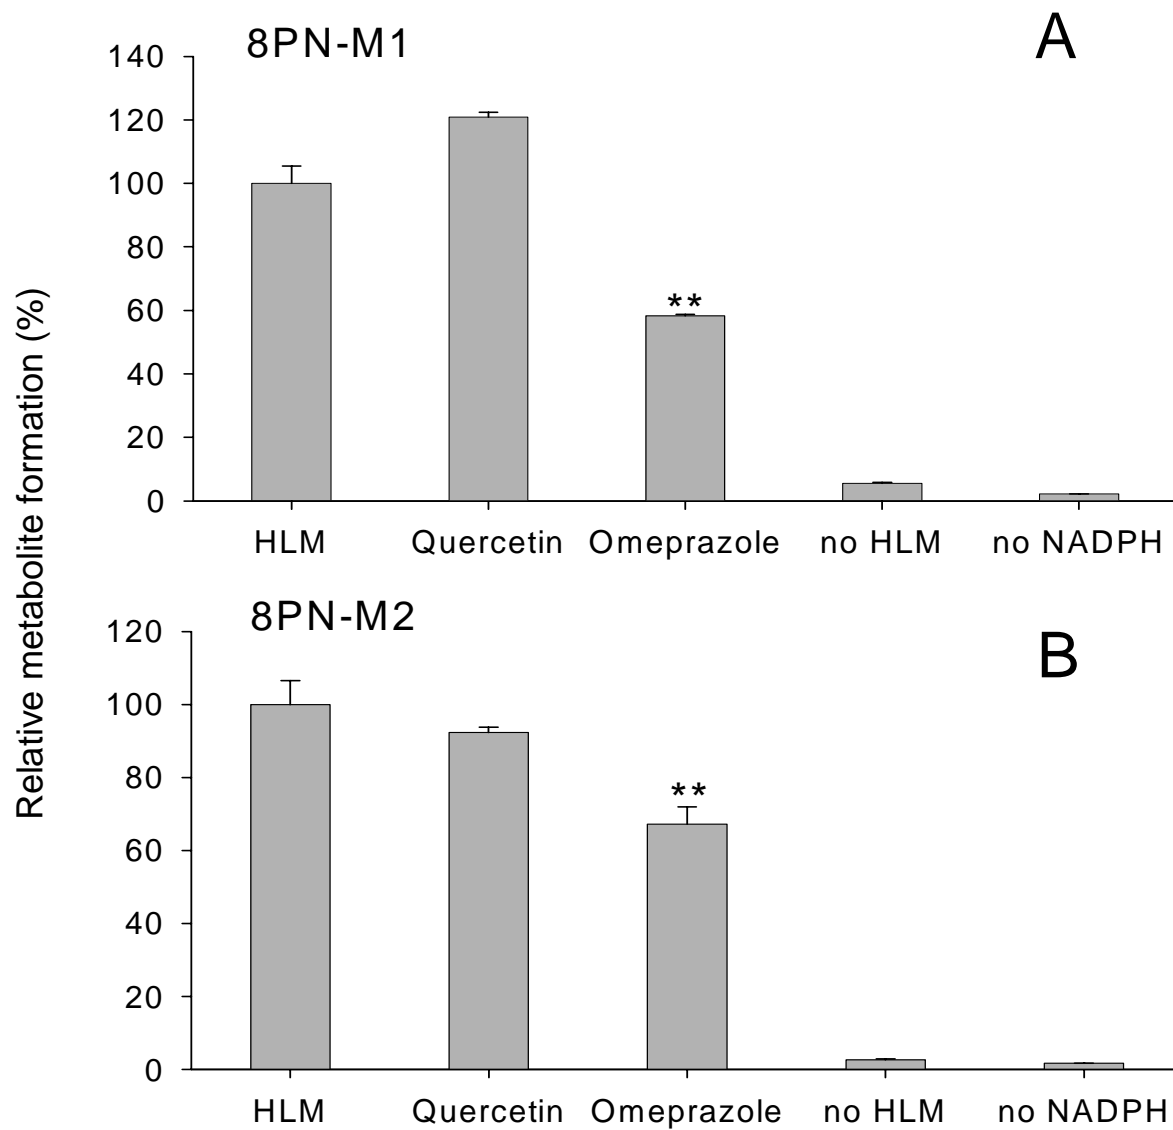 8PN-M1
A
140
120
100
80
60
40
20
0
**
HLM Quercetin Omeprazole no HLM no NADPH
Relative metabolite formation (%)
8PN-M2
B
120
100
80
60
40
20
0
**
HLM Quercetin Omeprazole no HLM no NADPH